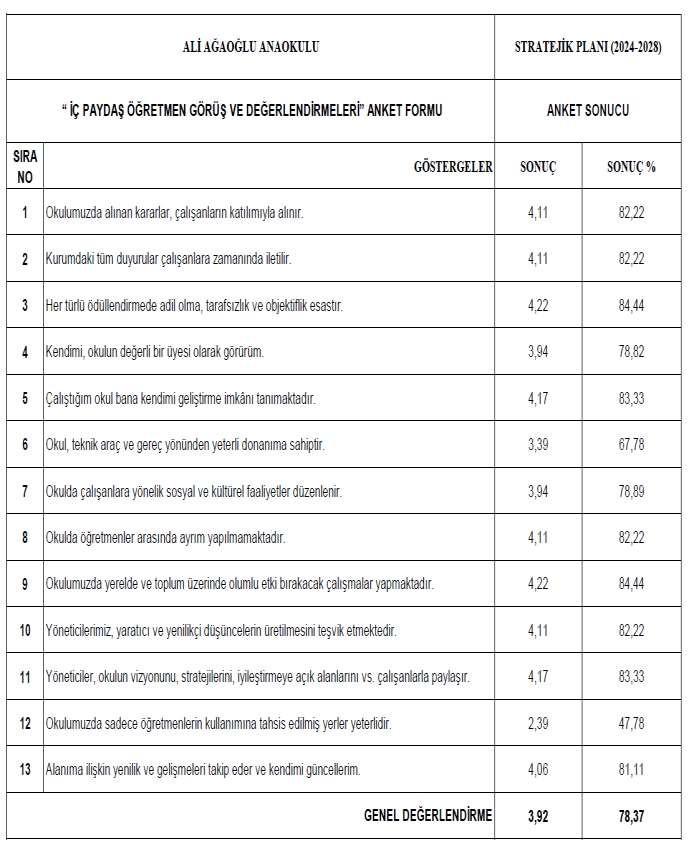 ALİ AĞAOĞLU ANAOKULU STRATEJİK PLANI (2024-2028)
“ İÇ PAYDAŞ ÖĞRETMEN GÖRÜŞ VE DEĞERLENDİRMELERİ” ANKET FORMU ANKET SONUCU
SIRA NO GÖSTERGELER SONUÇ SONUÇ %
1 Okulumuzda alınan kararlar, çalışanların katılımıyla alınır. 4,11 82,22
2 Kurumdaki tüm duyurular çalışanlara zamanında iletilir. 4,11 82,22
3 Her türlü ödüllendirmede adil olma, tarafsızlık ve objektiflik esastır. 4,22 84,44
4 Kendimi, okulun değerli bir üyesi olarak görürüm. 3,94 78,82
5 Çalıştığım okul bana kendimi geliştirme imkânı tanımaktadır. 4,17 83,33
6 Okul, teknik araç ve gereç yönünden yeterli donanıma sahiptir. 3,39 67,78
7 Okulda çalışanlara yönelik sosyal ve kültürel faaliyetler düzenlenir. 3,94 78,89
8 Okulda öğretmenler arasında ayrım yapılmamaktadır. 4,11 82,22
9 Okulumuzda yerelde ve toplum üzerinde olumlu etki bırakacak çalışmalar yapmaktadır. 4,22 84,44
10 Yöneticilerimiz, yaratıcı ve yenilikçi düşüncelerin üretilmesini teşvik etmektedir. 4,11 82,22
11 Yöneticiler, okulun vizyonunu, stratejilerini, iyileştirmeye açık alanlarını vs. çalışanlarla paylaşır. 4,17 83,33
12 Okulumuzda sadece öğretmenlerin kullanımına tahsis edilmiş yerler yeterlidir. 2,39 47,78
13 Alanıma ilişkin yenilik ve gelişmeleri takip eder ve kendimi güncellerim. 4,06 81,11
GENEL DEĞERLENDİRME 3,92 78,37